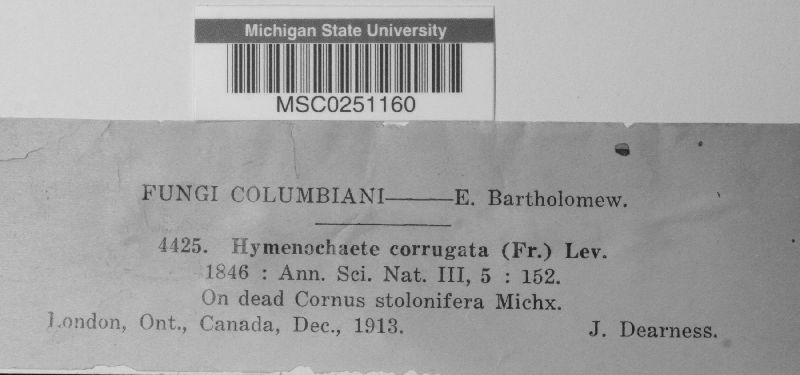 Michigan State University
MSC0251160
FUNGI COLUMBIANI——E. Bartholomew.
4425. Hymenochaete corrugata (Fr.) Lev.
1846 : Ann. Sci. Nat. III, 5 : 152.
On dead Cornus stolonifera Michx.
London, Ont., Canada, Dec., 1913. J. Dearness.